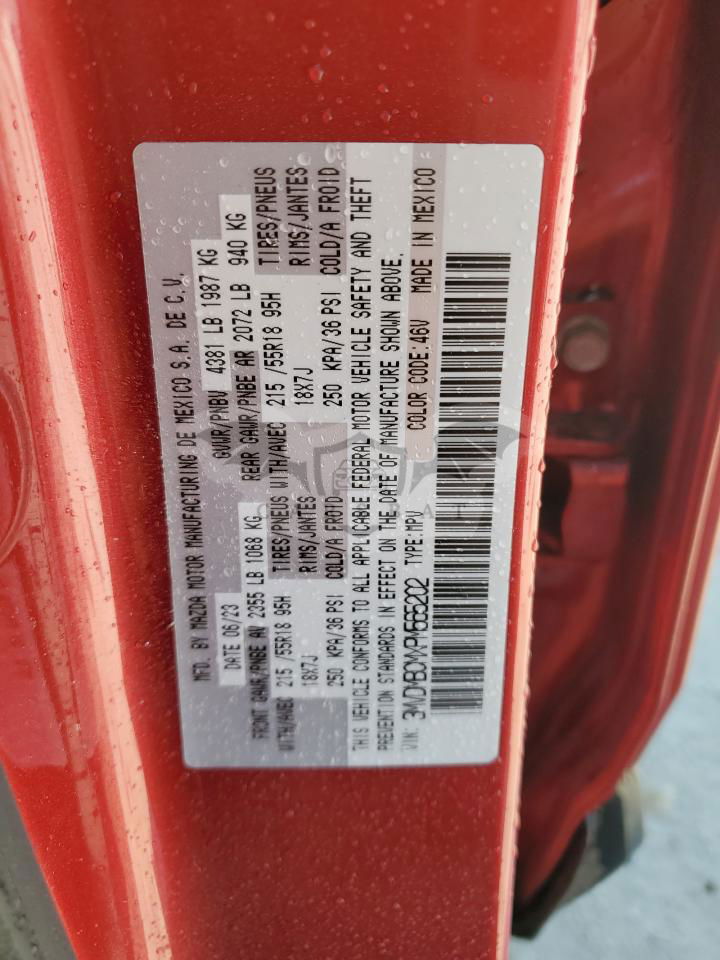 MFD. BY MAZDA MOTOR MANUFACTURING DE MEXICO S.A. DE C.V.
DATE 06/23 GVWR/PNBV 4381 LB 1987 KG
FRONT GAWR/PNBE AV 2355 LB 1068 KG REAR GAWR/PNBE AR 2072 LB 940 KG
WITH/AVEC 215 /55R18 95H TIRES/PNEUS WITH/AVEC 215 /55R18 95H TIRES/PNEUS
18X7J RIMS/JANTES 18X7J RIMS/JANTES
250 KPA/36 PSI COLD/A FROID 250 KPA/36 PSI COLD/A FROID
THIS VEHICLE CONFORMS TO ALL APPLICABLE FEDERAL MOTOR VEHICLE SAFETY AND THEFT
PREVENTION STANDARDS IN EFFECT ON THE DATE OF MANUFACTURE SHOWN ABOVE.
VIN: 3MVDMBCMXPM565202 TYPE:MPV COLOR CODE:46V MADE IN MEXICO